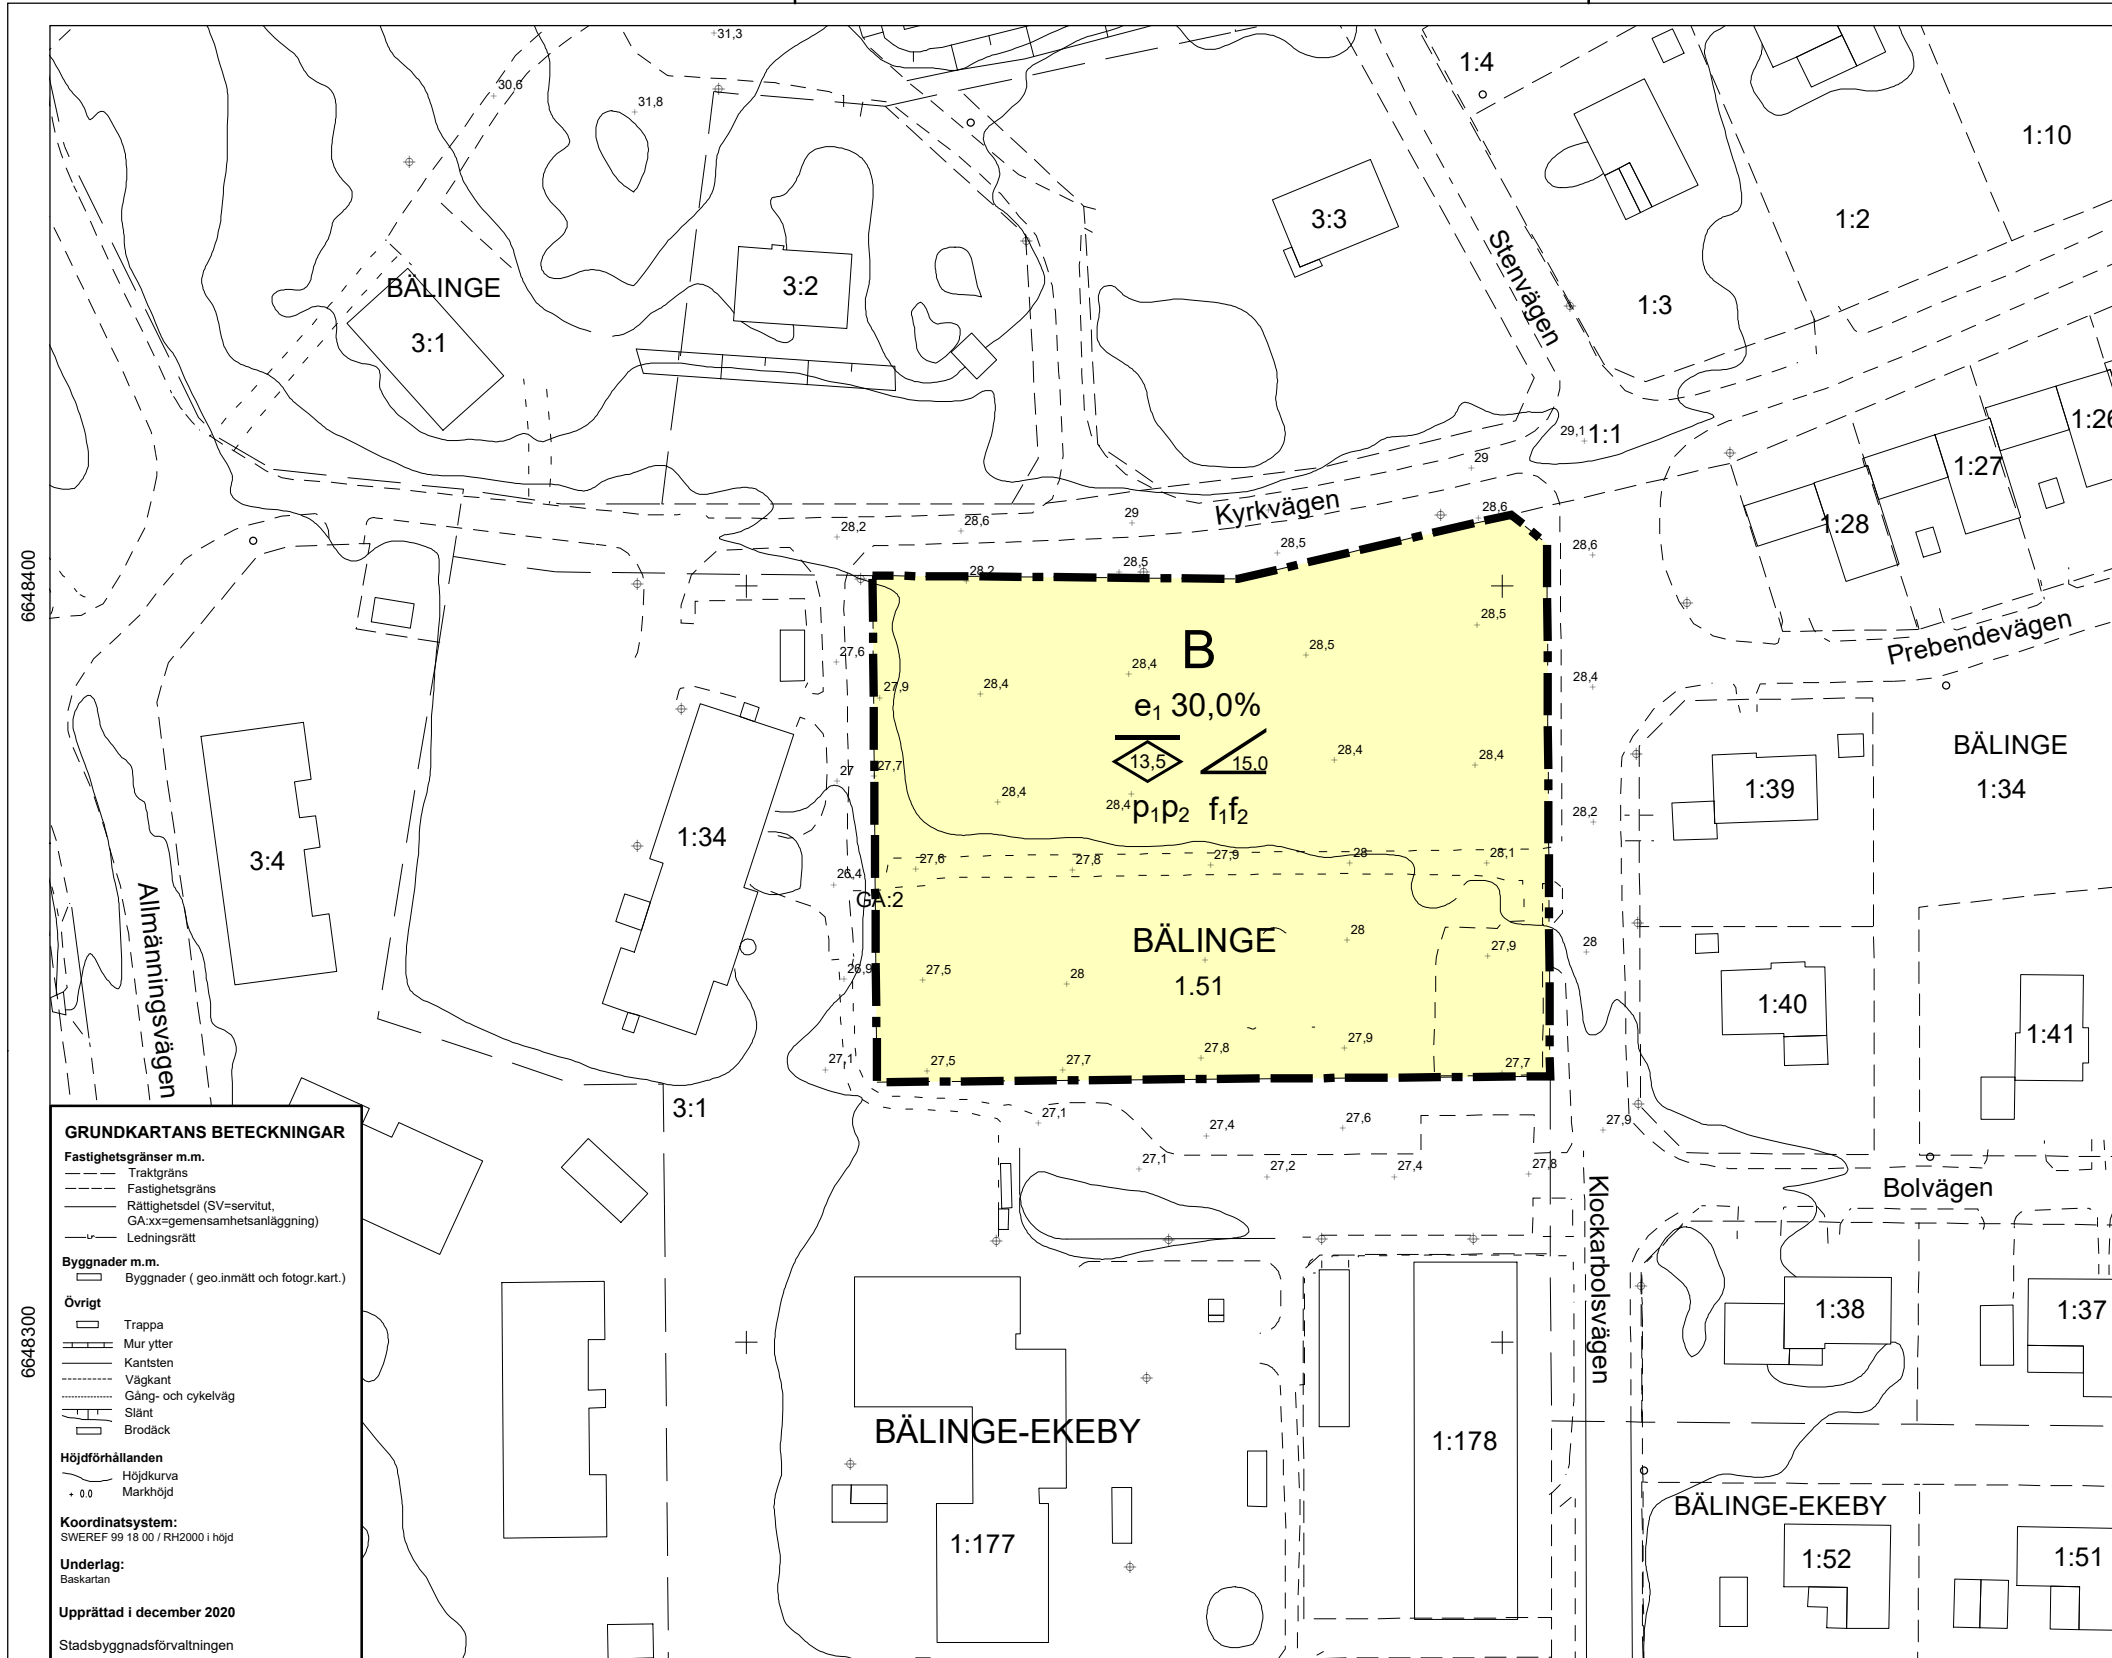 31,3
30,6
31,8
1:4
1:10
3:3
1:2
Stenvägen
BÄLINGE
3:2
1:3
3:1
29,1
1:1
1:26
29
1:27
Kyrkvägen
28,2
28,6
29
28,6
1:28
28,5
28,6
6648400
28,2
28,5
28,5
Prebendevägen
28,5
B
27,6
28,4
28,4
27,9
28,4
e1 30,0%
BÄLINGE
13,5
15,0
28,4
28,4
27
27,7
1:39
1:34
28,4
28,4
p1p2 f1f2
28,2
1:34
3:4
27,6
27,8
27,9
28
28,1
26,4
GA:2
Allmänningsvägen
BÄLINGE
28
27,9
28
26,9
27,5
28
1.51
1:40
1:41
27,9
27,8
27,1
27,5
27,7
27,7
3:1
27,1
27,4
27,6
27,9
27,1
27,2
27,4
27,8
Klockarbolsvägen
Bolvägen
1:38
1:37
6648300
BÄLINGE-EKEBY
1:178
BÄLINGE-EKEBY
1:177
1:52
1:51
GRUNDKARTANS BETECKNINGAR
Fastighetsgränser m.m.
Traktgräns
Fastighetsgräns
Rättighetsdel (SV=servitut,
GA:xx=gemensamhetsanläggning)
Ledningsrätt
Byggnader m.m.
Byggnader ( geo.inmätt och fotogr.kart.)
Övrigt
Trappa
Mur ytter
Kantsten
Vägkant
Gång- och cykelväg
Slänt
Brodäck
Höjdförhållanden
Höjdkurva
+ 0.0 Markhöjd
Koordinatsystem:
SWEREF 99 18 00 / RH2000 i höjd
Underlag:
Baskartan
Upprättad i december 2020
Stadsbyggnadsförvaltningen